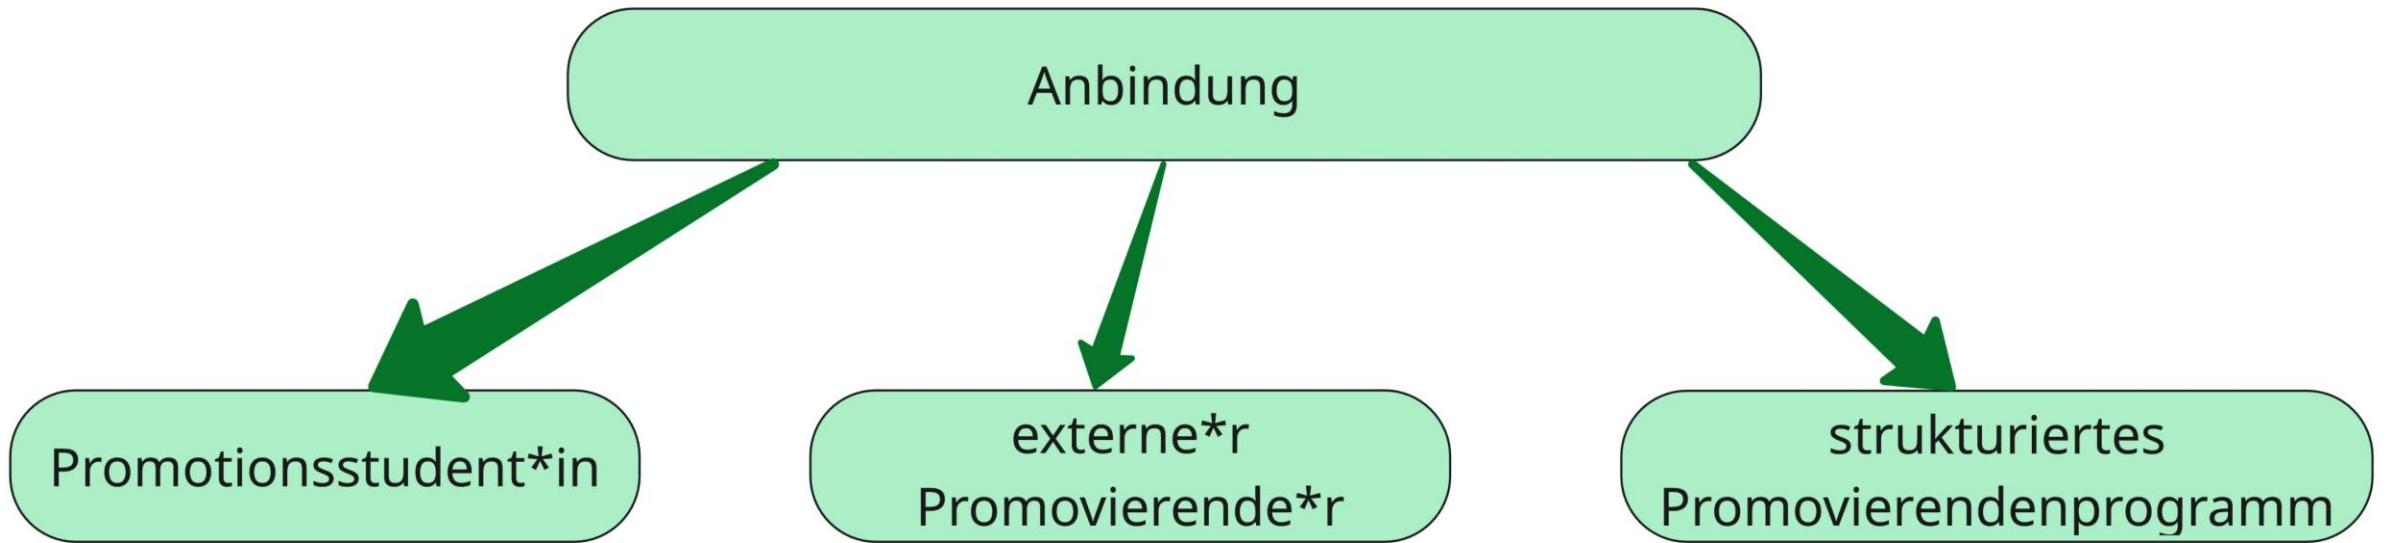 Anbindung
Promotionsstudent*in
externe*r
Promovierende*r
strukturiertes
Promovierendenprogramm